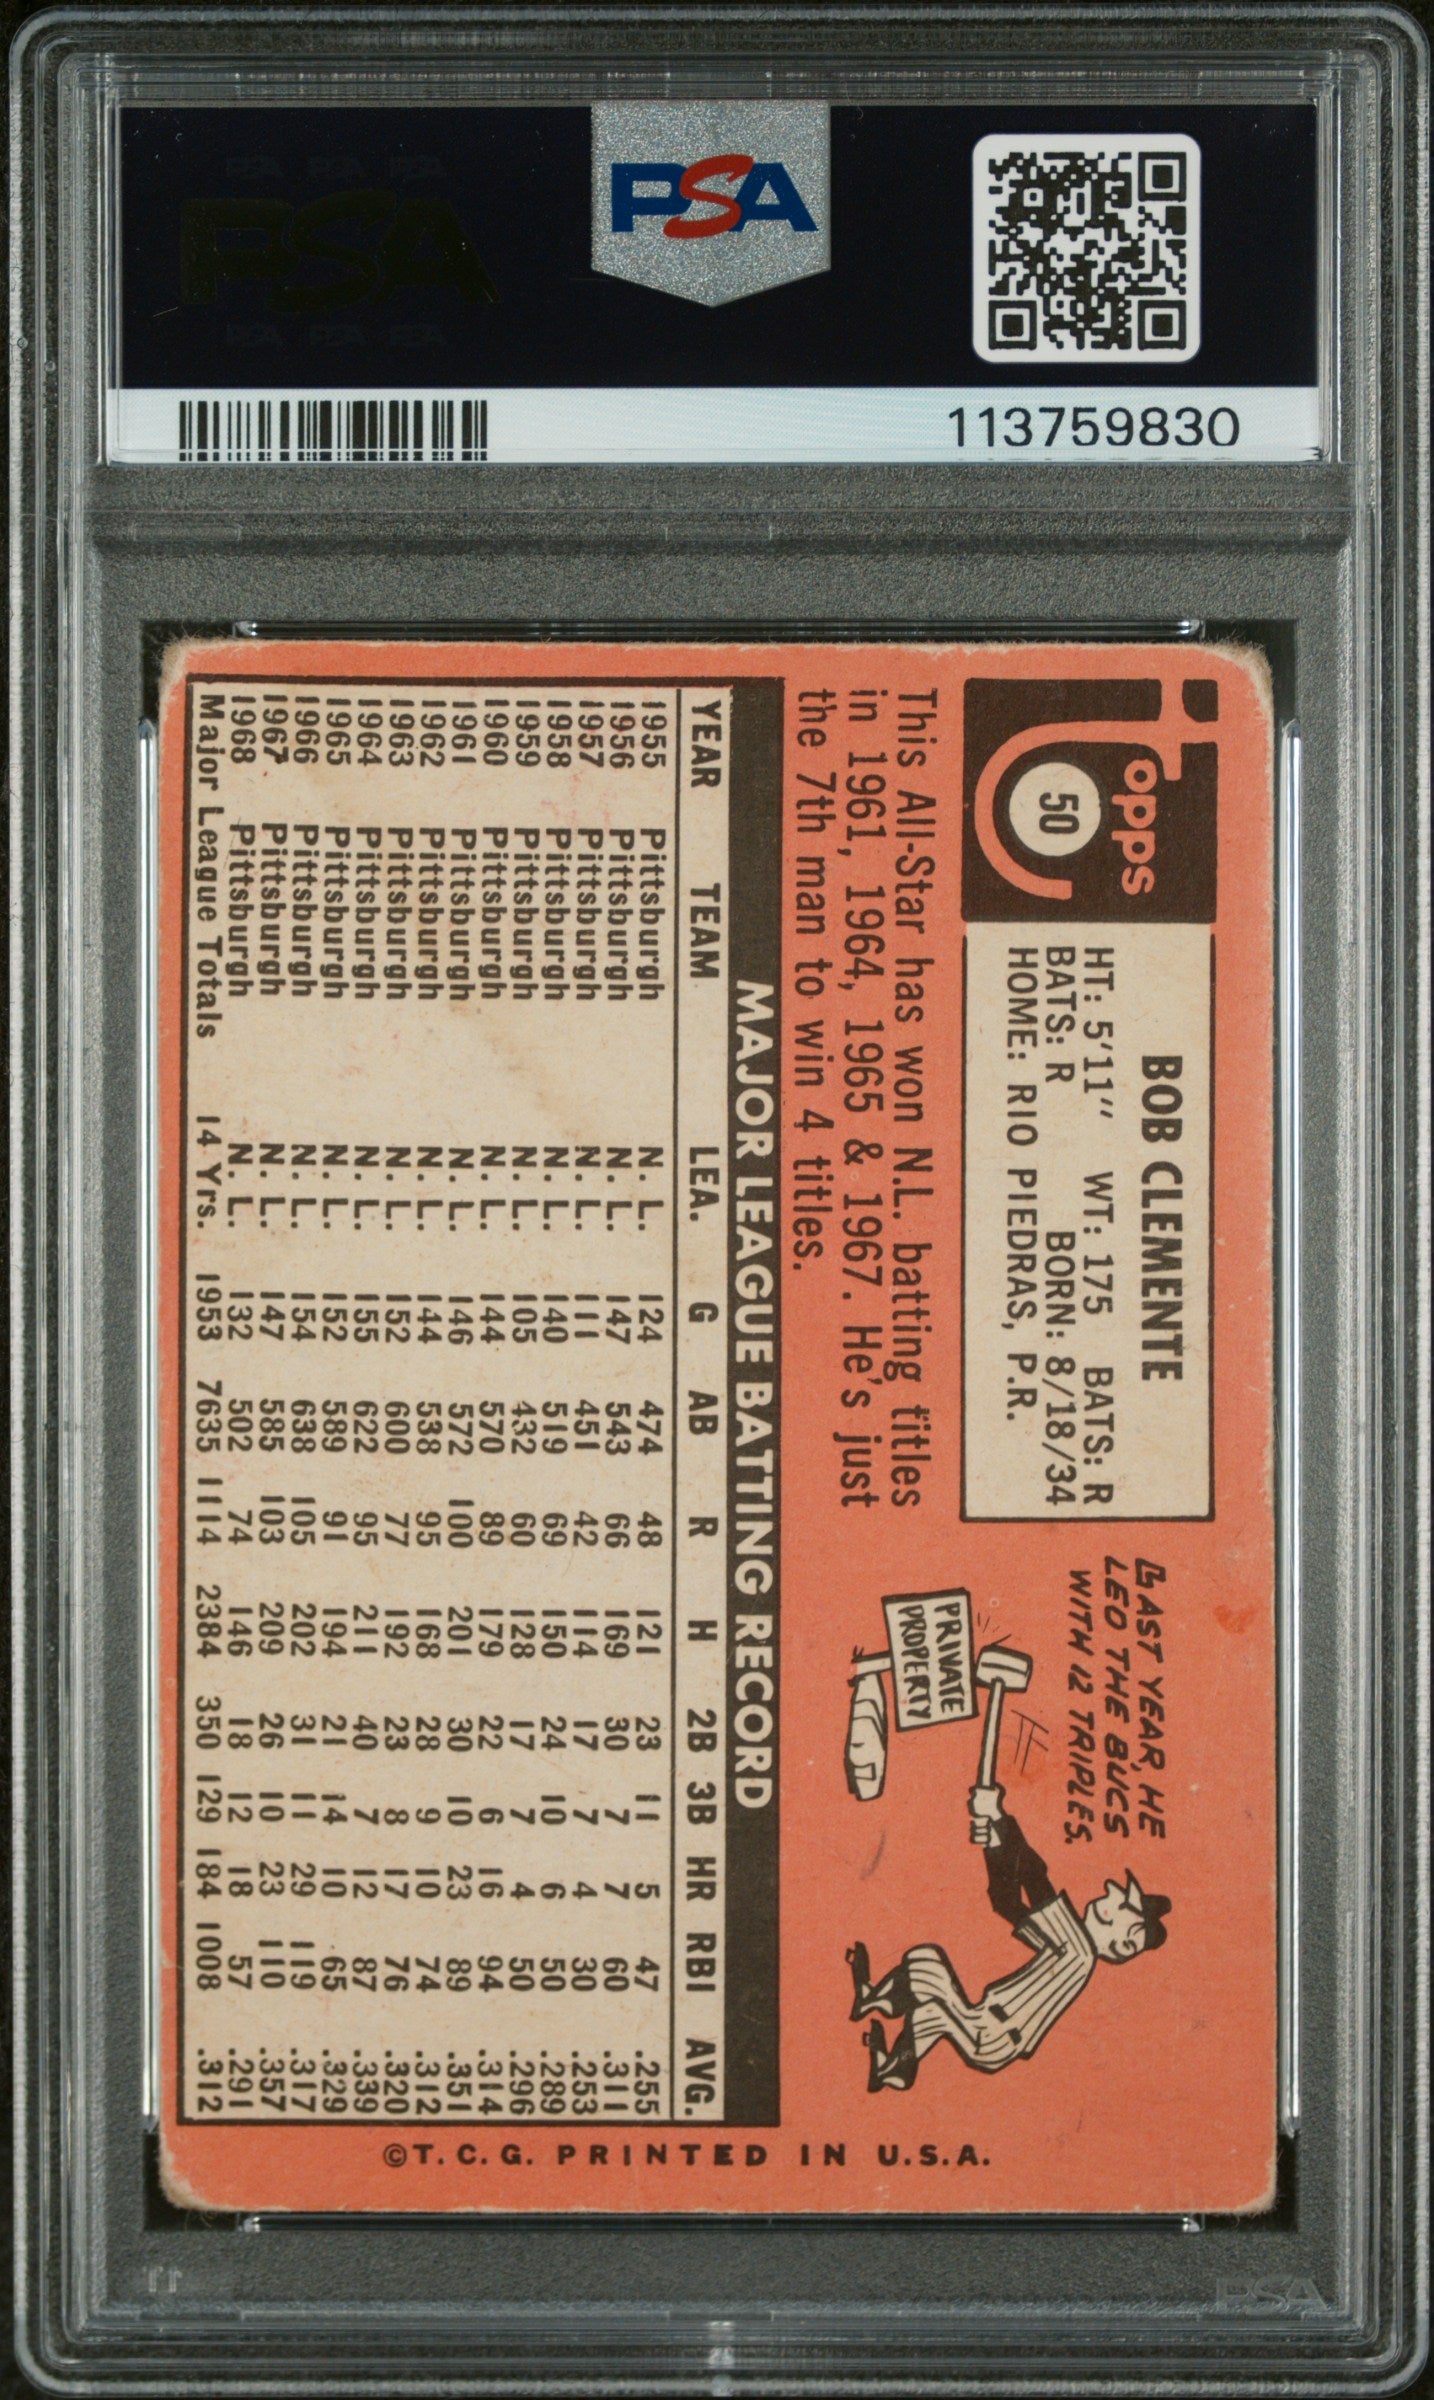 PSA
PSA PSA PSA
PSA
PSA PSA PSA
113759830
Topps
50
BOB CLEMENTE
HT: 5'11" WT: 175 BATS: R
BATS: R BORN: 8/18/34
HOME: RIO PIEDRAS, P.R.
This All-Star has won N.L. batting titles
in 1961, 1964, 1965 & 1967. He's just
the 7th man to win 4 titles.
LAST YEAR, HE
LED THE BUCS
WITH 12 TRIPLES.
PRIVATE
PROPERTY
MAJOR LEAGUE BATTING RECORD
YEAR TEAM LEA. G AB R H 2B 3B HR RBI AVG.
1955 Pittsburgh N. L. 124 474 48 121 23 11 5 47 .255
1956 Pittsburgh N. L. 147 543 66 169 30 7 7 60 .311
1957 Pittsburgh N. L. 111 451 42 114 17 7 4 30 .253
1958 Pittsburgh N. L. 140 519 69 150 24 10 6 50 .289
1959 Pittsburgh N. L. 105 432 60 128 17 7 4 50 .296
1960 Pittsburgh N. L. 144 570 89 179 22 6 16 94 .314
1961 Pittsburgh N. L. 146 572 100 201 30 10 23 89 .351
1962 Pittsburgh N. L. 144 538 95 168 28 9 10 74 .312
1963 Pittsburgh N. L. 152 600 77 192 23 8 17 76 .320
1964 Pittsburgh N. L. 155 622 95 211 40 7 12 87 .339
1965 Pittsburgh N. L. 152 589 91 194 21 14 10 65 .329
1966 Pittsburgh N. L. 154 638 105 202 31 11 29 119 .317
1967 Pittsburgh N. L. 147 585 103 209 26 10 23 110 .357
1968 Pittsburgh N. L. 132 502 74 146 18 12 18 57 .291
Major League Totals 14 Yrs. 1953 7635 1114 2384 350 129 184 1008 .312
©T.C.G. PRINTED IN U.S.A.
PSA